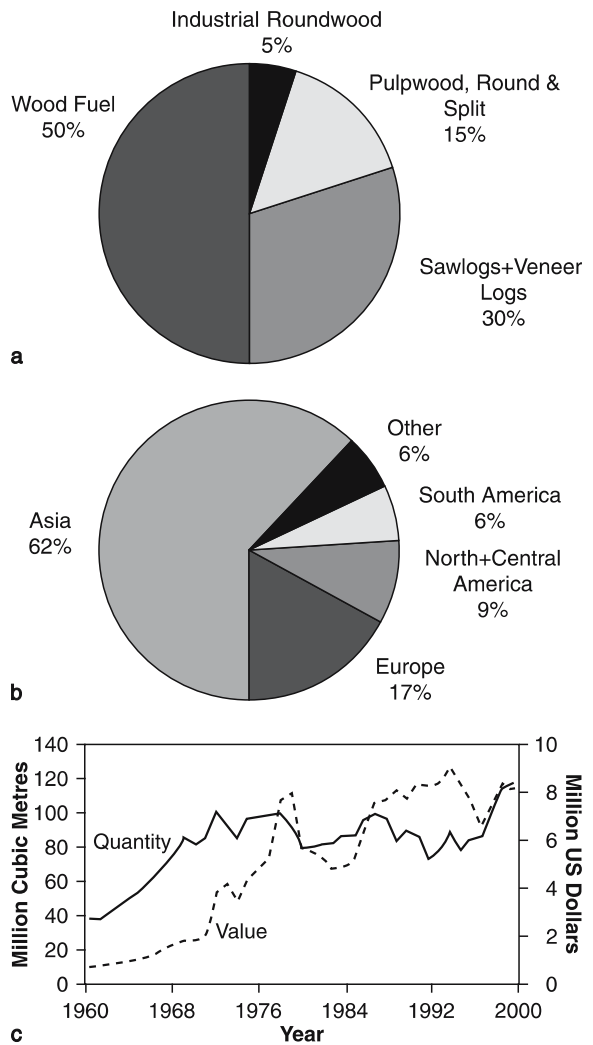 Industrial Roundwood
5%
Pulpwood, Round &
Split
15%
Wood Fuel
50%
Sawlogs+Veneer
Logs
30%
a
Other
6%
South America
6%
Asia
62%
North+Central
America
9%
Europe
17%
b
140
120
100
80
60
40
20
0
Million Cubic Metres
Quantity
Value
10
8
6
4
2
0
Million US Dollars
1960 1968 1976 1984 1992 2000
Year
c